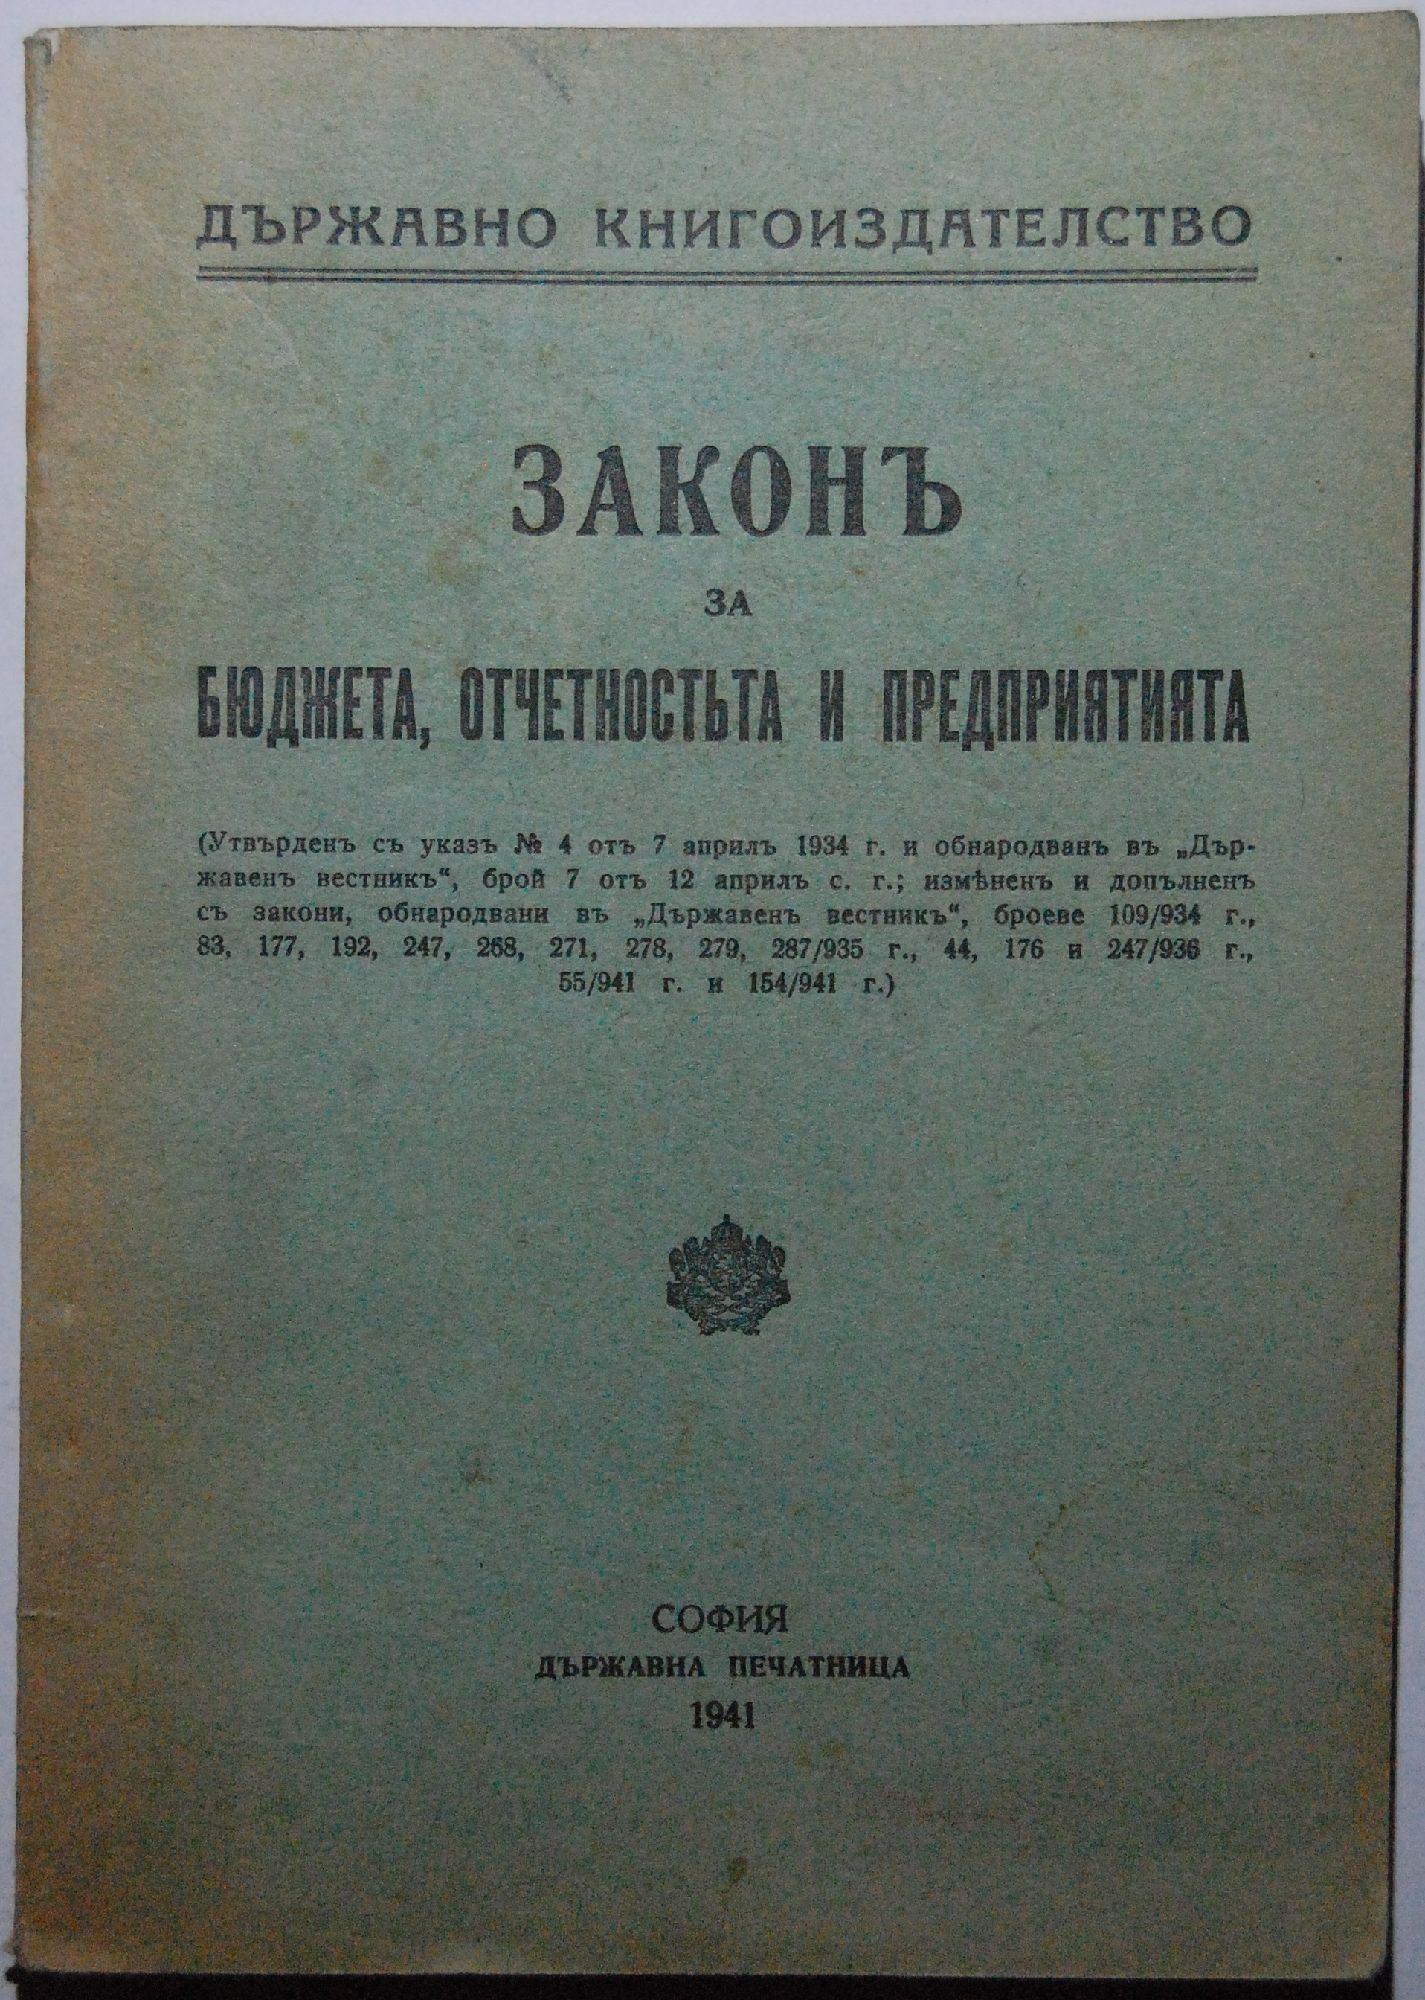 ДЪРЖАВНО КНИГОИЗДАТЕЛСТВО
ЗАКОНЪ
ЗА
БЮДЖЕТА, ОТЧЕТНОСТЬТА И ПРЕДПРИЯТИЯТА
(Утвърденъ съ указъ № 4 отъ 7 априлъ 1934 г. и обнародванъ въ „Дър-
жавенъ вестникъ“, брой 7 отъ 12 априлъ с. г.; измѣненъ и допълненъ
съ закони, обнародвани въ „Държавенъ вестникъ“, броеве 109/934 г.,
83, 177, 192, 247, 268, 271, 278, 279, 287/935 г., 44, 176 и 247/936 г.,
55/941 г. и 154/941 г.)
СОФИЯ
ДЪРЖАВНА ПЕЧАТНИЦА
1941